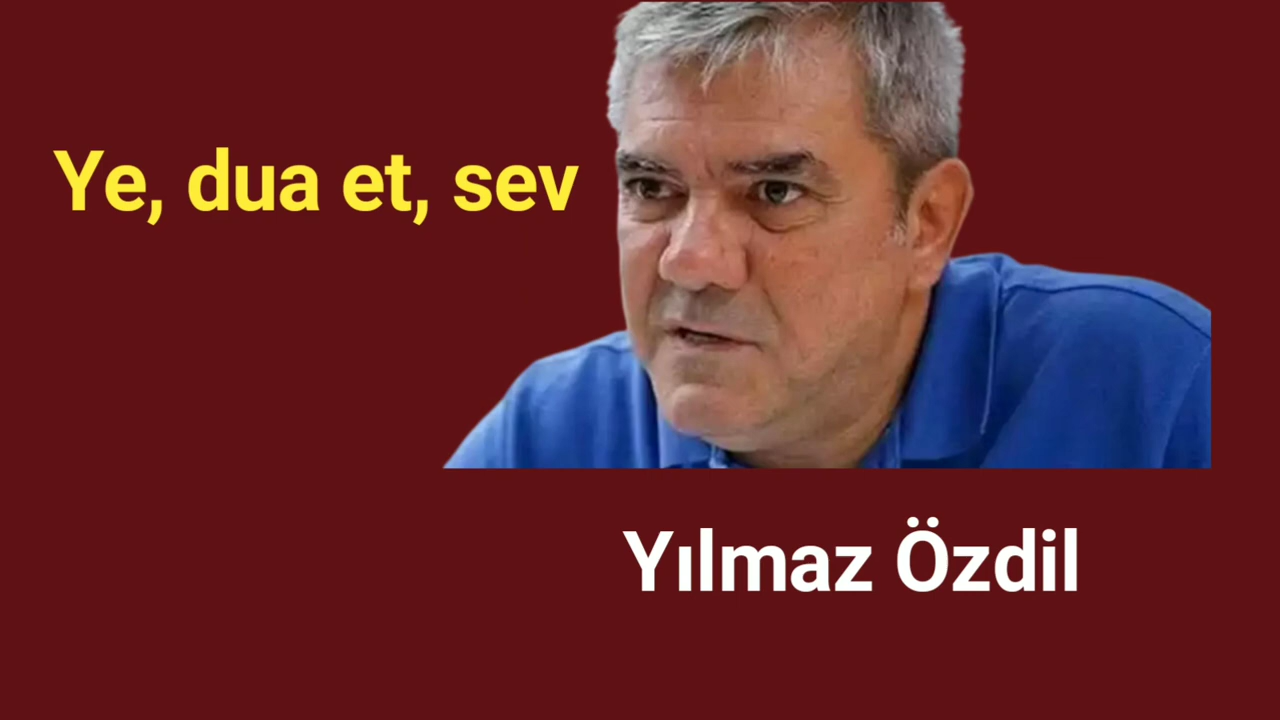 Ye, dua et, sev
Yılmaz Özdil